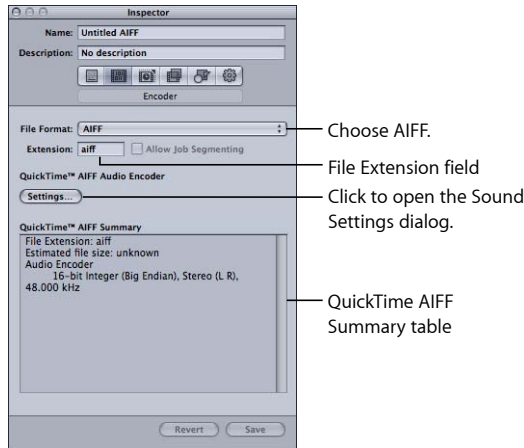 Inspector
Name: Untitled AIFF
Description: No description
Encoder
File Format: AIFF
Choose AIFF.
Extension: aiff Allow Job Segmenting
File Extension field
QuickTime™ AIFF Audio Encoder
Settings...
Click to open the Sound
Settings dialog.
QuickTime™ AIFF Summary
File Extension: aiff
Estimated file size: unknown
Audio Encoder
16-bit Integer (Big Endian), Stereo (L R),
48.000 kHz
QuickTime AIFF
Summary table
Revert Save